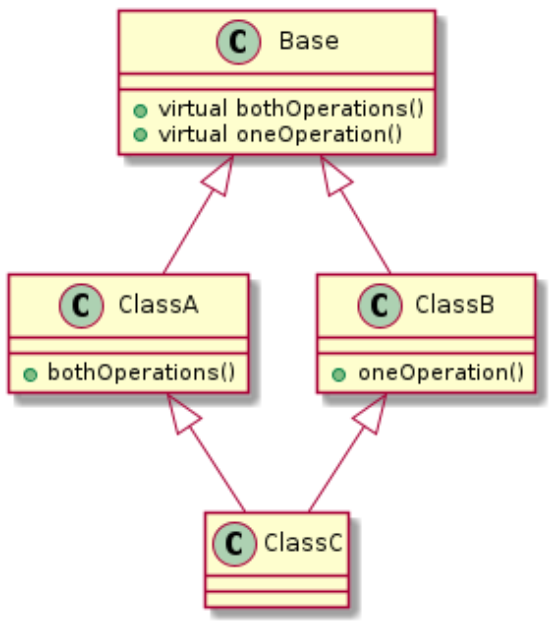 C Base
virtual bothOperations()
virtual oneOperation()
C ClassA
bothOperations()
C ClassB
oneOperation()
C ClassC